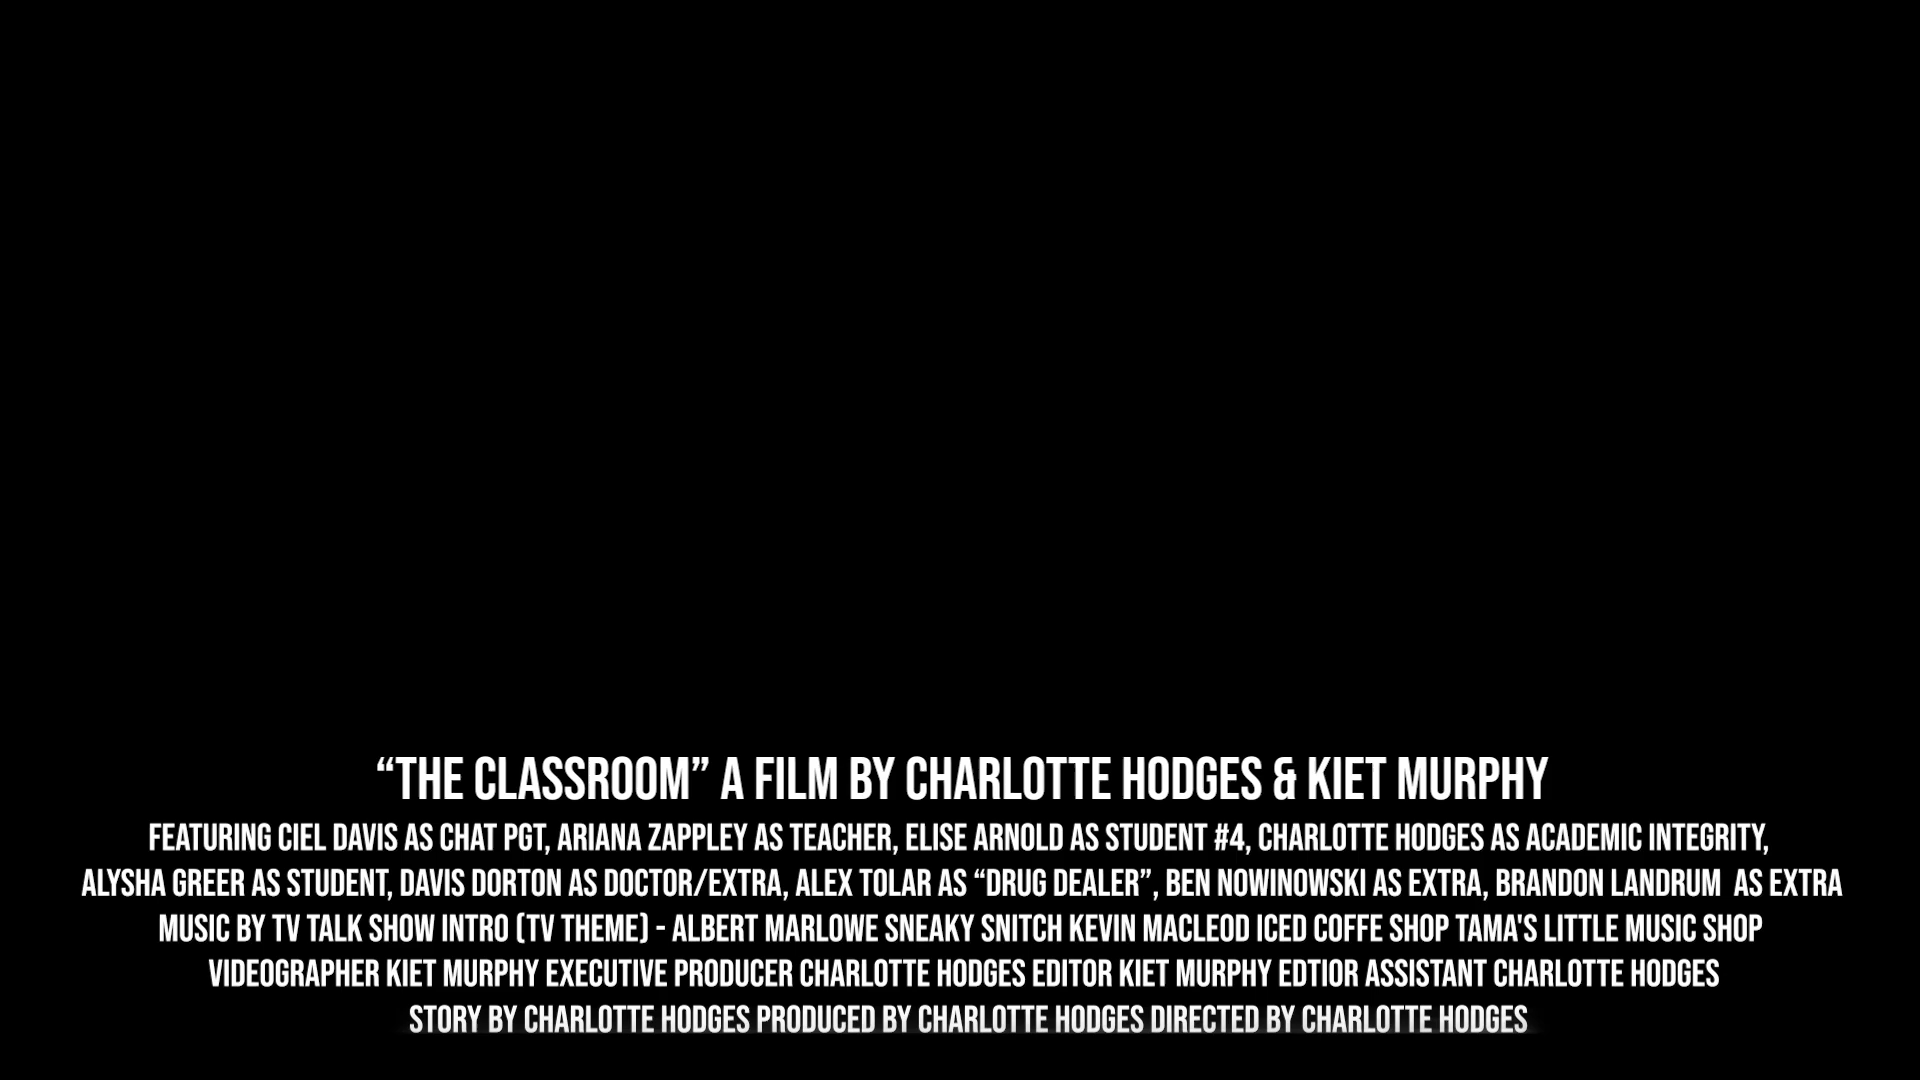 “THE CLASSROOM” A FILM BY CHARLOTTE HODGES & KIET MURPHY
FEATURING CIEL DAVIS AS CHAT PGT, ARIANA ZAPPLEY AS TEACHER, ELISE ARNOLD AS STUDENT #4, CHARLOTTE HODGES AS ACADEMIC INTEGRITY,
ALYSHA GREER AS STUDENT, DAVIS DORTON AS DOCTOR/EXTRA, ALEX TOLAR AS “DRUG DEALER”, BEN NOWINOWSKI AS EXTRA, BRANDON LANDRUM  AS EXTRA
MUSIC BY TV TALK SHOW INTRO (TV THEME) - ALBERT MARLOWE SNEAKY SNITCH KEVIN MACLEOD ICED COFFE SHOP TAMA'S LITTLE MUSIC SHOP
VIDEOGRAPHER KIET MURPHY EXECUTIVE PRODUCER CHARLOTTE HODGES EDITOR KIET MURPHY EDTIOR ASSISTANT CHARLOTTE HODGES
STORY BY CHARLOTTE HODGES PRODUCED BY CHARLOTTE HODGES DIRECTED BY CHARLOTTE HODGES